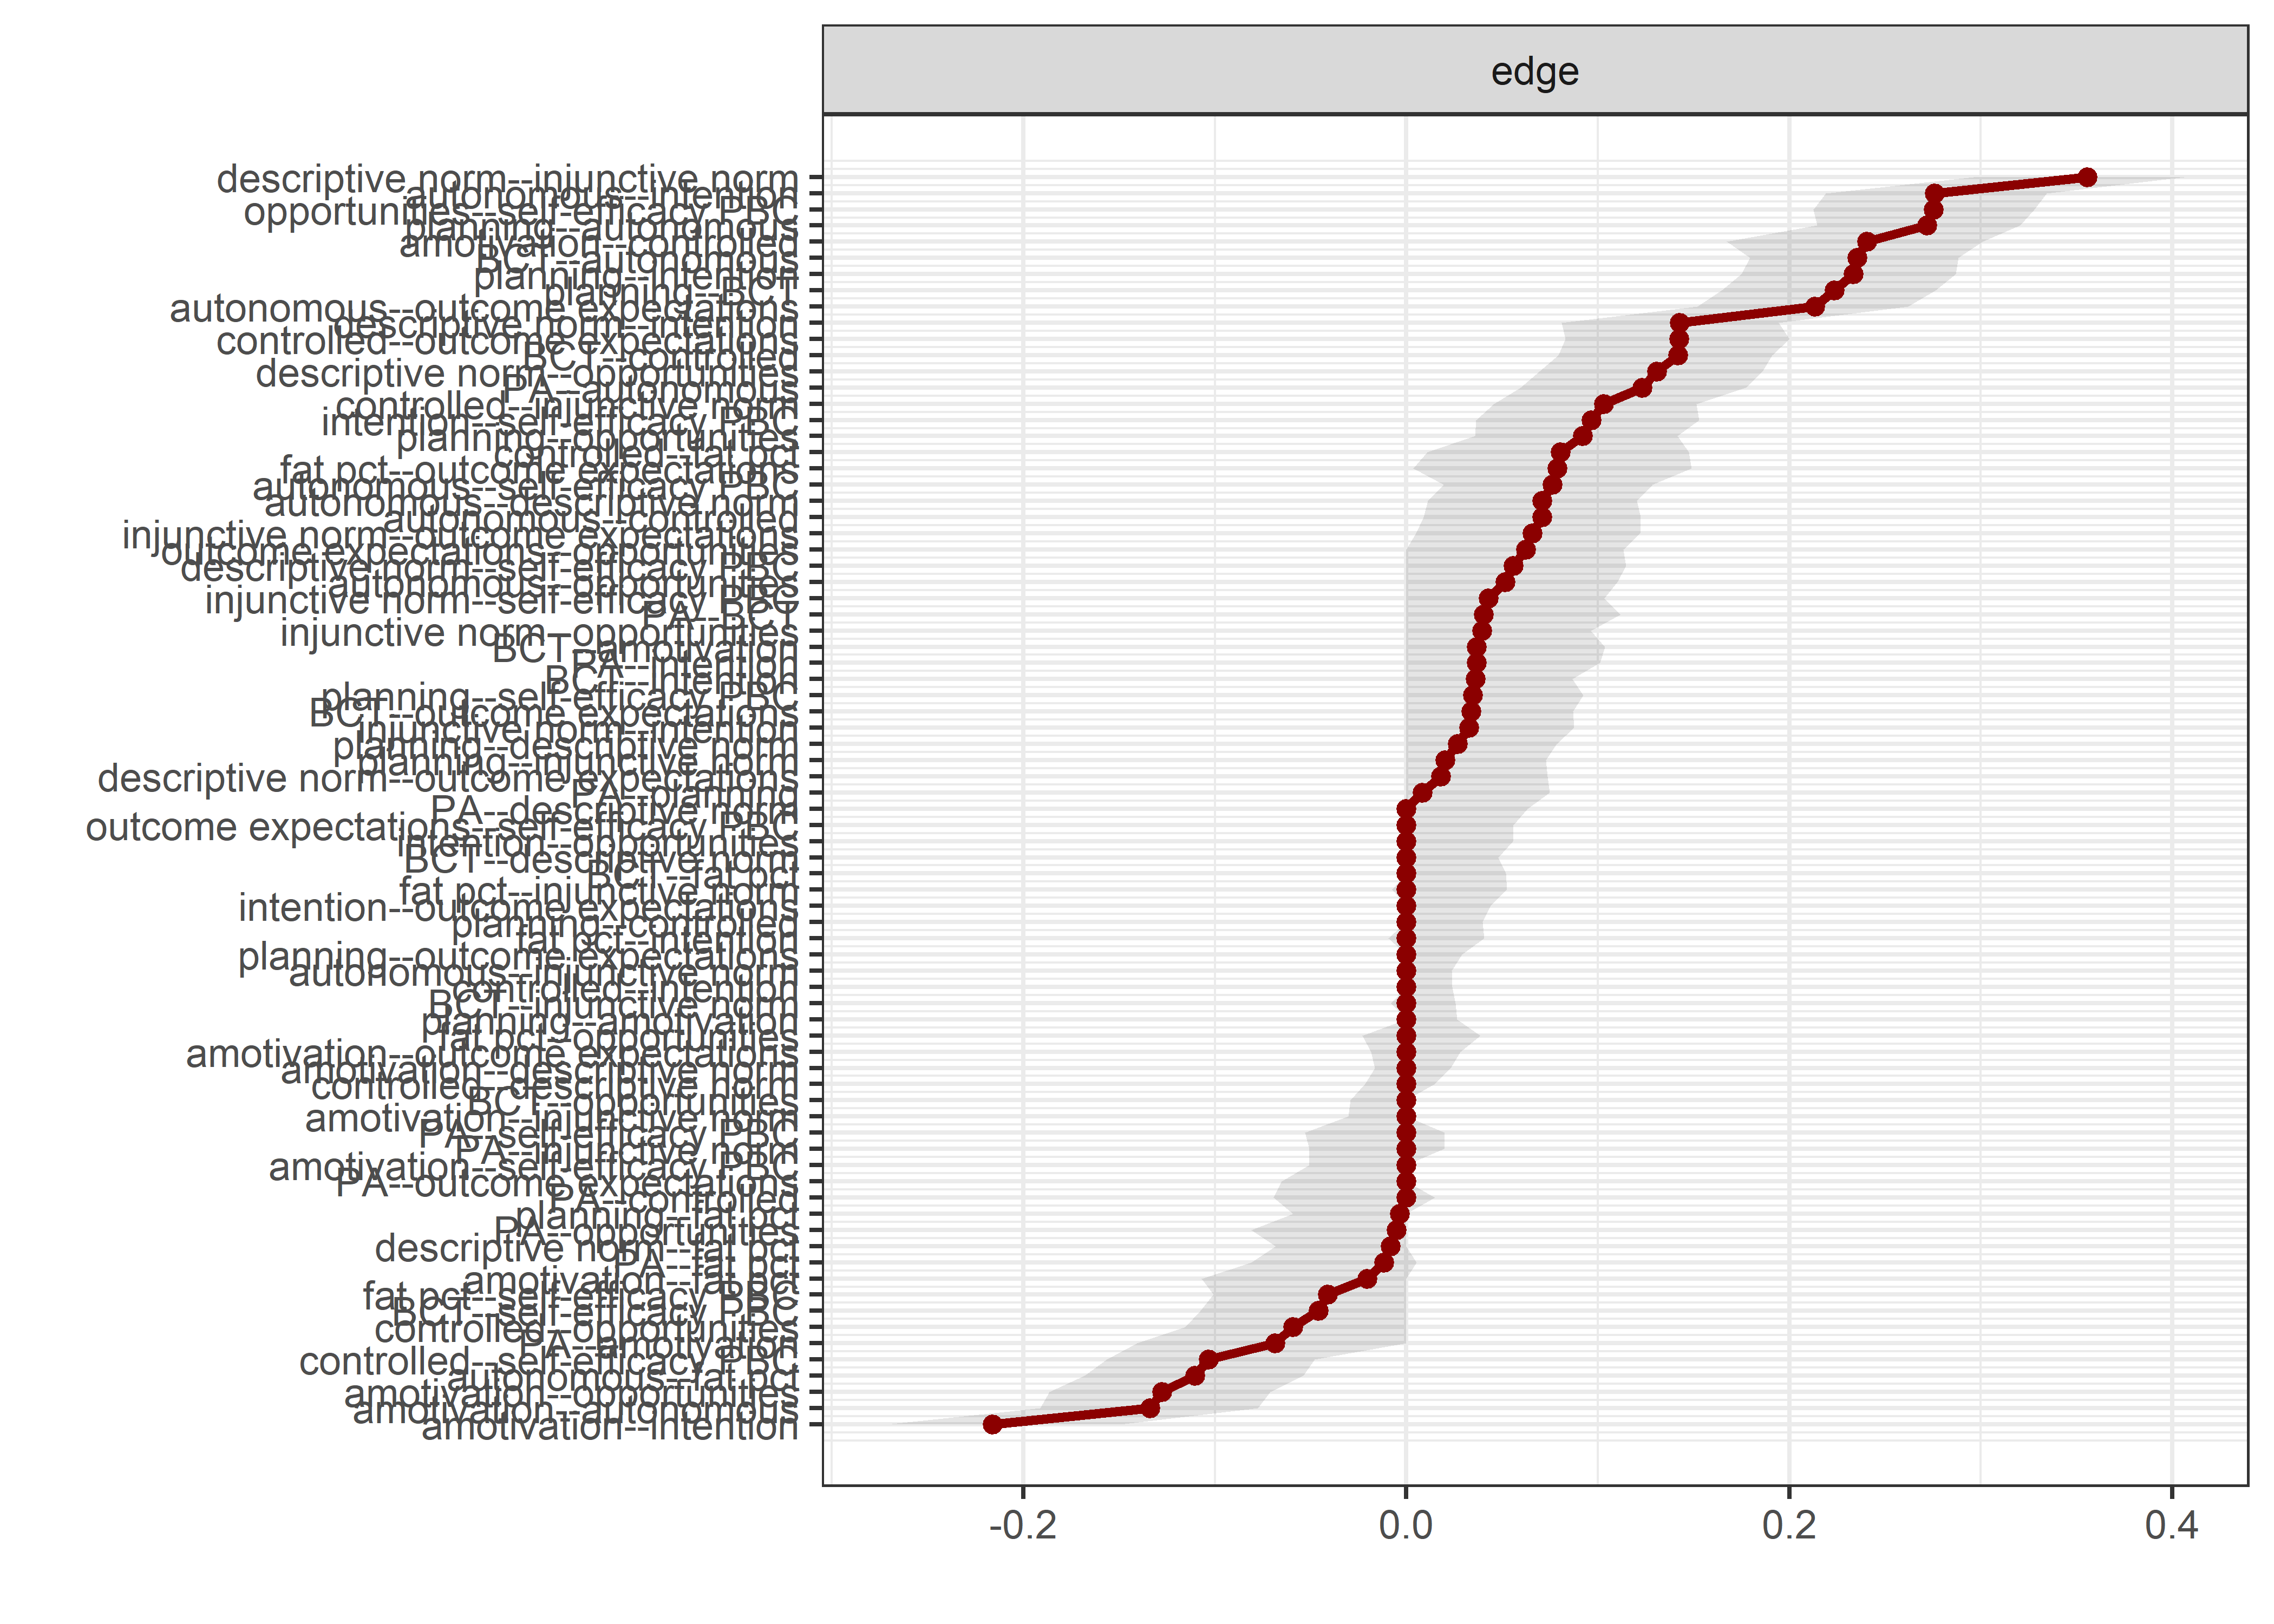 edge
descriptive norm--injunctive norm
autonomous--intention
opportunities--self-efficacy PBC
planning--autonomous
amotivation--controlled
BCT--autonomous
planning--intention
planning--BCT
autonomous--outcome expectations
descriptive norm--intention
controlled--outcome expectations
BCT--controlled
descriptive norm--opportunities
PA--autonomous
controlled--injunctive norm
intention--self-efficacy PBC
planning--opportunities
controlled--fat pct
fat pct--outcome expectations
autonomous--self-efficacy PBC
autonomous--descriptive norm
autonomous--controlled
injunctive norm--outcome expectations
outcome expectations--opportunities
descriptive norm--self-efficacy PBC
autonomous--opportunities
injunctive norm--self-efficacy PBC
PA--BCT
injunctive norm--opportunities
BCT--amotivation
PA--intention
BCT--intention
planning--self-efficacy PBC
BCT--outcome expectations
injunctive norm--intention
planning--descriptive norm
planning--injunctive norm
descriptive norm--outcome expectations
PA--planning
PA--descriptive norm
outcome expectations--self-efficacy PBC
intention--opportunities
BCT--descriptive norm
BCT--fat pct
fat pct--injunctive norm
intention--outcome expectations
planning--controlled
fat pct--intention
planning--outcome expectations
autonomous--injunctive norm
controlled--intention
BCT--injunctive norm
planning--amotivation
fat pct--opportunities
amotivation--outcome expectations
amotivation--descriptive norm
controlled--descriptive norm
BCT--opportunities
amotivation--injunctive norm
PA--self-efficacy PBC
PA--injunctive norm
amotivation--self-efficacy PBC
PA--outcome expectations
PA--controlled
planning--fat pct
PA--opportunities
descriptive norm--fat pct
PA--fat pct
amotivation--fat pct
fat pct--self-efficacy PBC
BCT--self-efficacy PBC
controlled--opportunities
PA--amotivation
controlled--self-efficacy PBC
autonomous--fat pct
amotivation--opportunities
amotivation--autonomous
amotivation--intention
-0.2 0.0 0.2 0.4